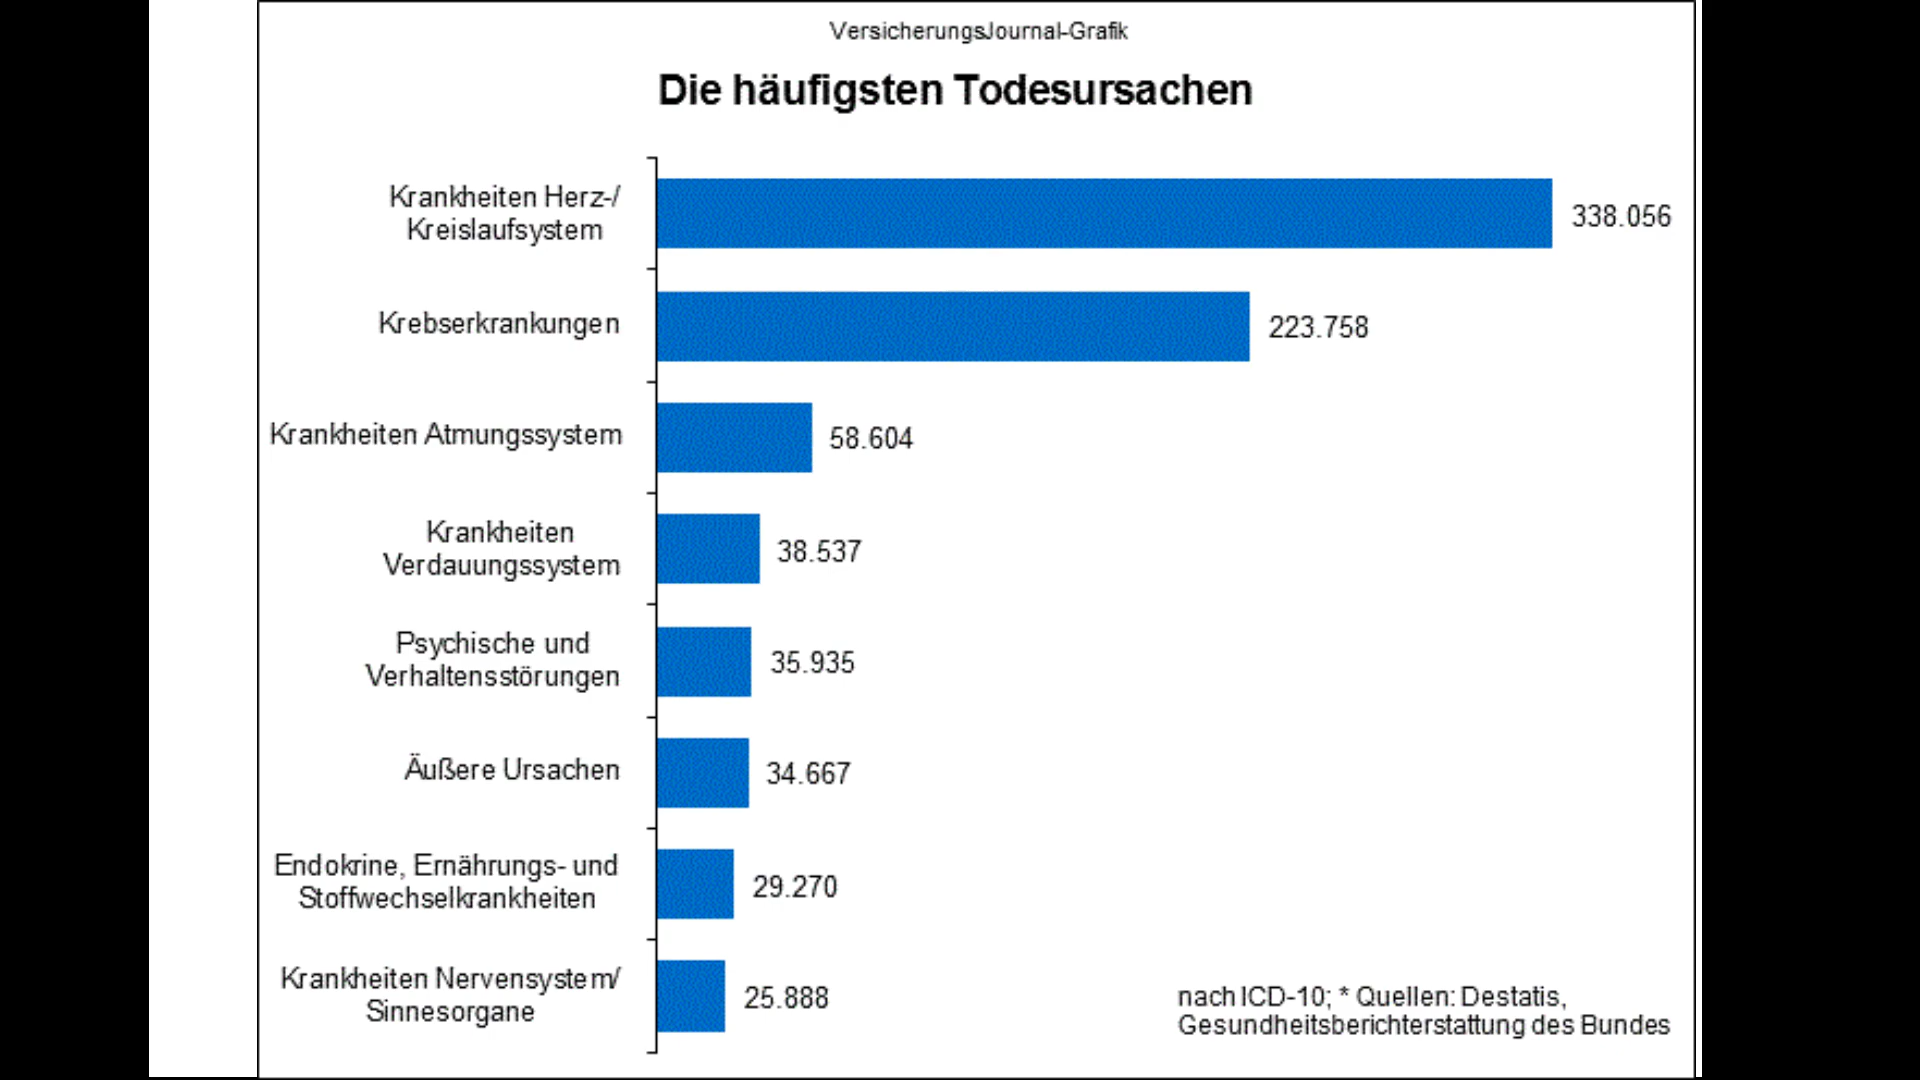 VersicherungsJournal-Grafik
Die häufigsten Todesursachen
Krankheiten Herz-/
Kreislaufsystem
338.056
Krebserkrankungen
223.758
Krankheiten Atmungssystem
58.604
Krankheiten
Verdauungssystem
38.537
Psychische und
Verhaltensstörungen
35.935
Äußere Ursachen
34.667
Endokrine, Ernährungs- und
Stoffwechselkrankheiten
29.270
Krankheiten Nervensystem/
Sinnesorgane
25.888
nach ICD-10; * Quellen: Destatis,
Gesundheitsberichterstattung des Bundes